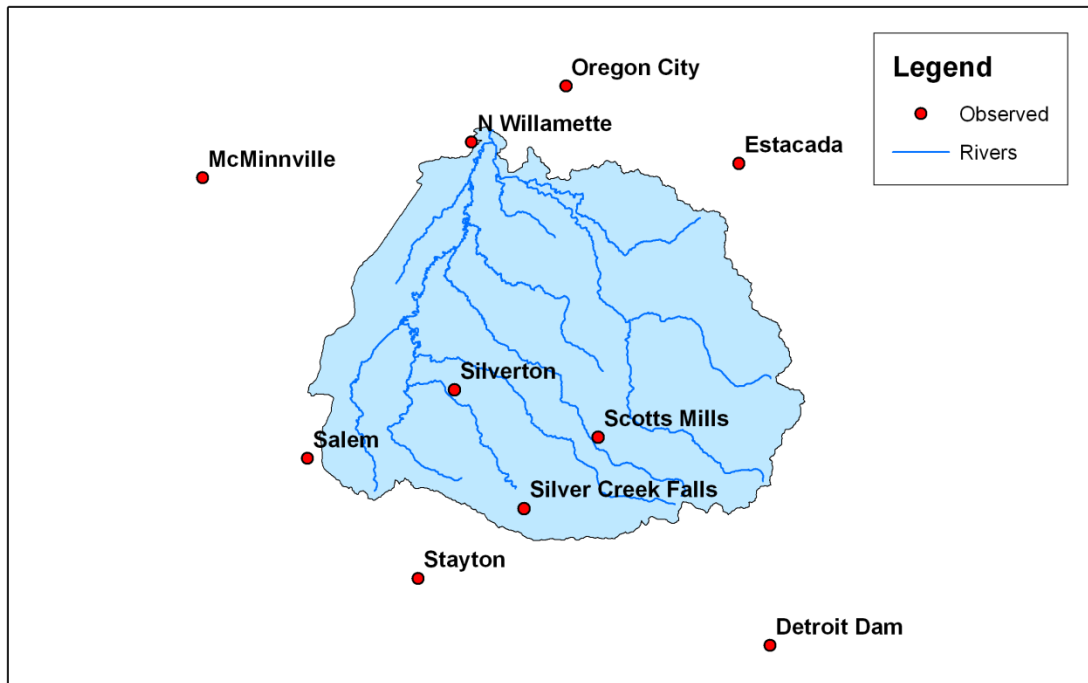 Oregon City
Legend
Observed
Rivers
N Willamette
McMinnville
Estacada
Silverton
Scotts Mills
Salem
Silver Creek Falls
Stayton
Detroit Dam